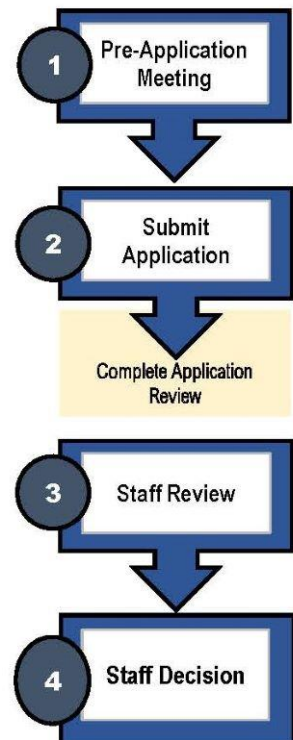 1
Pre-Application
Meeting
2
Submit
Application
Complete Application
Review
3
Staff Review
4
Staff Decision